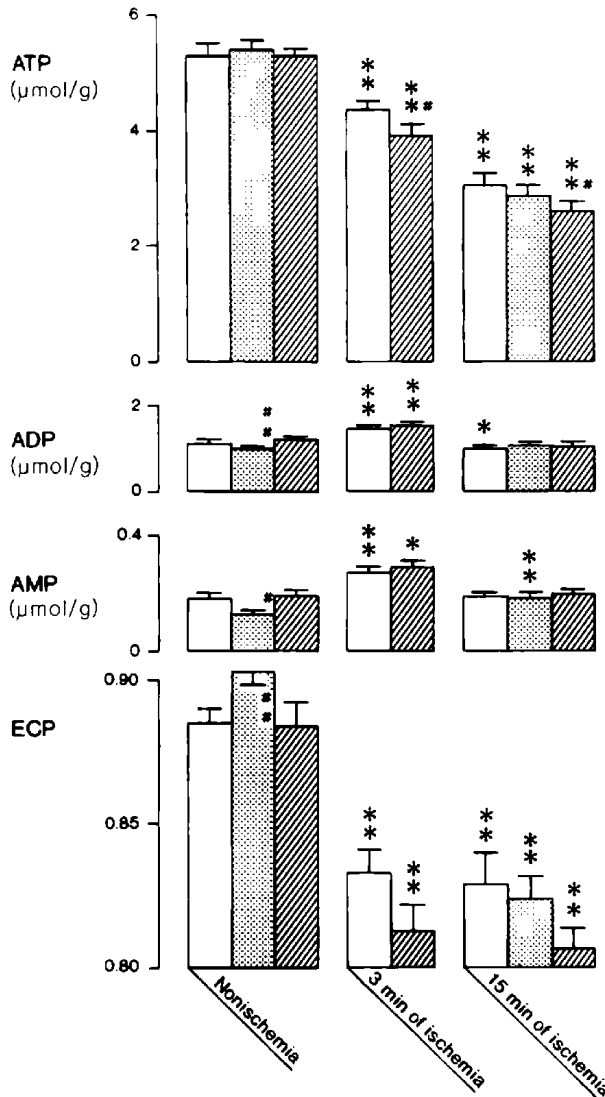 6
ATP
(µmol/g)
4
2
0
** ** **#
** ** **#
2
ADP
(µmol/g)
0
##
** **
*
0.4
AMP
(µmol/g)
0
#
** *
**
0.90
ECP
0.85
0.80
##
** **
** ** **
Nonischemia
3 min of ischemia
15 min of ischemia